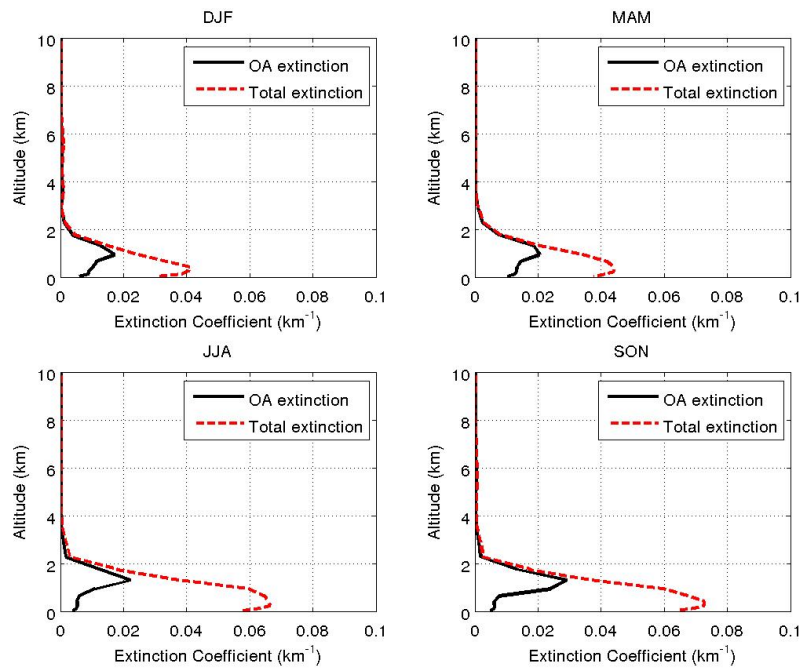 DJF
10
8
6
4
2
0
Altitude (km)
OA extinction
Total extinction
0 0.02 0.04 0.06 0.08 0.1
Extinction Coefficient (km⁻¹)
MAM
10
8
6
4
2
0
Altitude (km)
OA extinction
Total extinction
0 0.02 0.04 0.06 0.08 0.1
Extinction Coefficient (km⁻¹)
JJA
10
8
6
4
2
0
Altitude (km)
OA extinction
Total extinction
0 0.02 0.04 0.06 0.08 0.1
Extinction Coefficient (km⁻¹)
SON
10
8
6
4
2
0
Altitude (km)
OA extinction
Total extinction
0 0.02 0.04 0.06 0.08 0.1
Extinction Coefficient (km⁻¹)